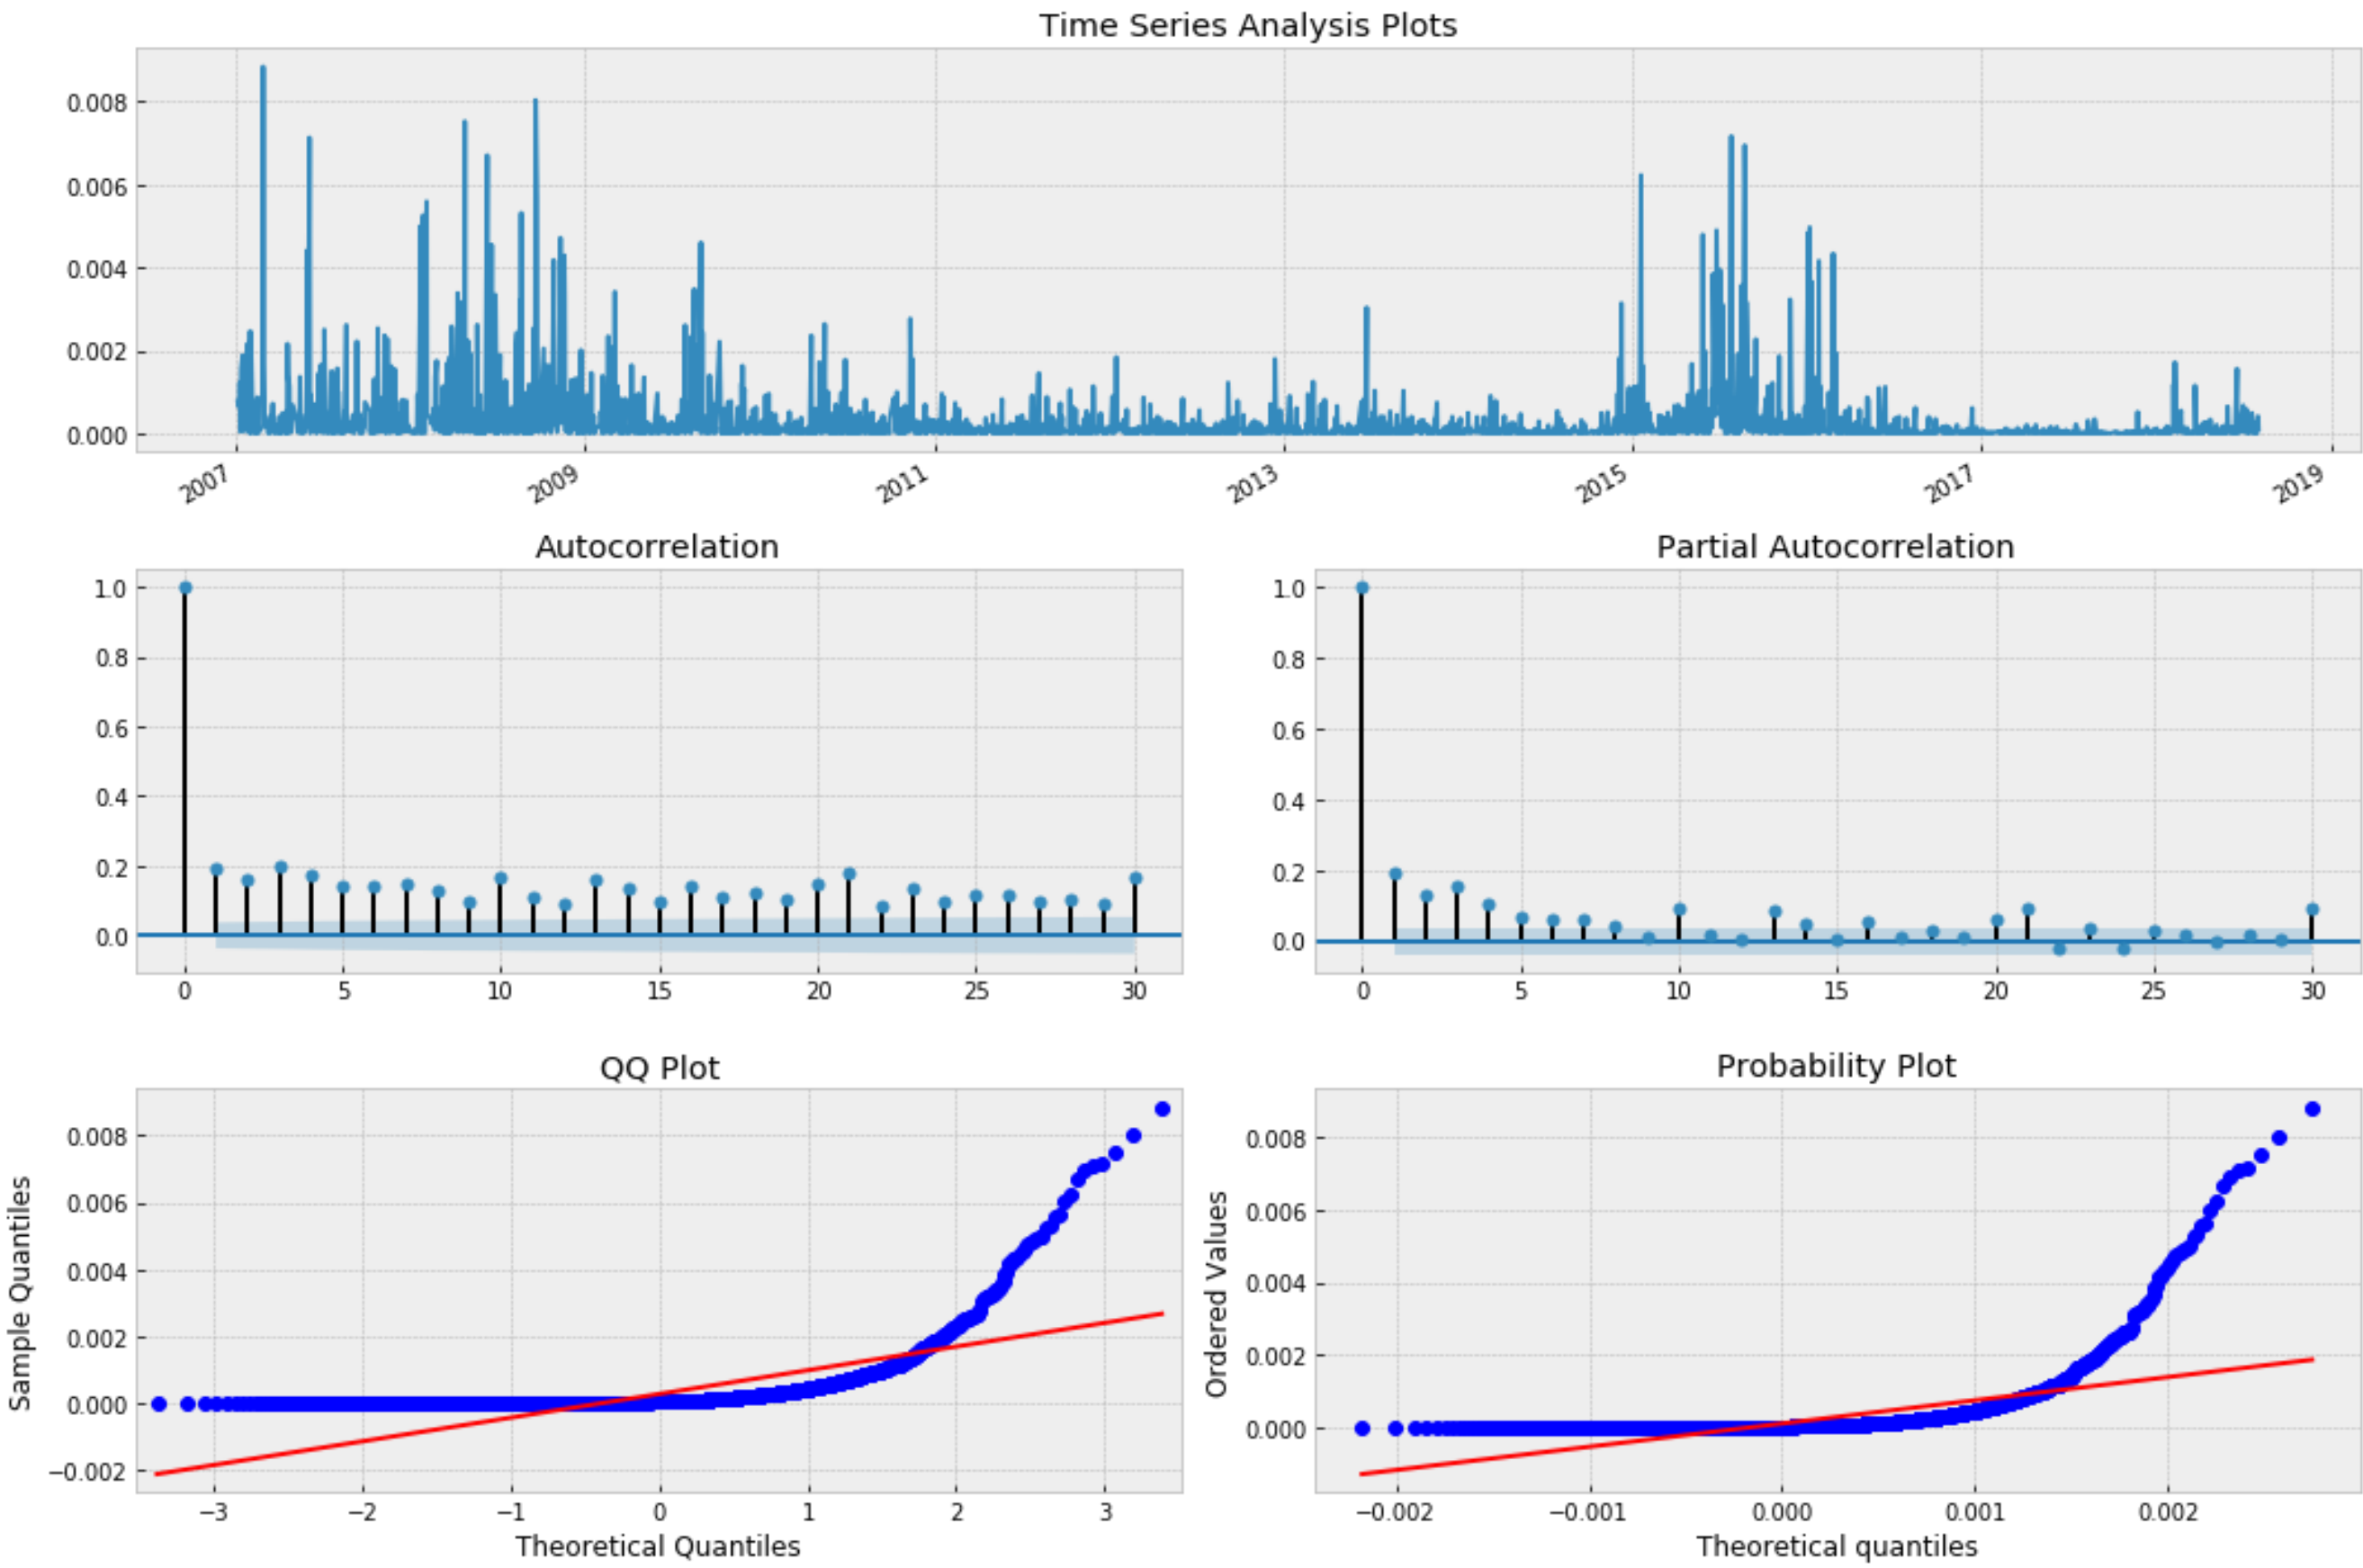 Time Series Analysis Plots
0.008
0.006
0.004
0.002
0.000
2007 2009 2011 2013 2015 2017 2019
Autocorrelation
1.0
0.8
0.6
0.4
0.2
0.0
0 5 10 15 20 25 30
Partial Autocorrelation
1.0
0.8
0.6
0.4
0.2
0.0
0 5 10 15 20 25 30
QQ Plot
Sample Quantiles
0.008
0.006
0.004
0.002
0.000
−0.002
−3 −2 −1 0 1 2 3
Theoretical Quantiles
Probability Plot
Ordered Values
0.008
0.006
0.004
0.002
0.000
−0.002 −0.001 0.000 0.001 0.002
Theoretical quantiles